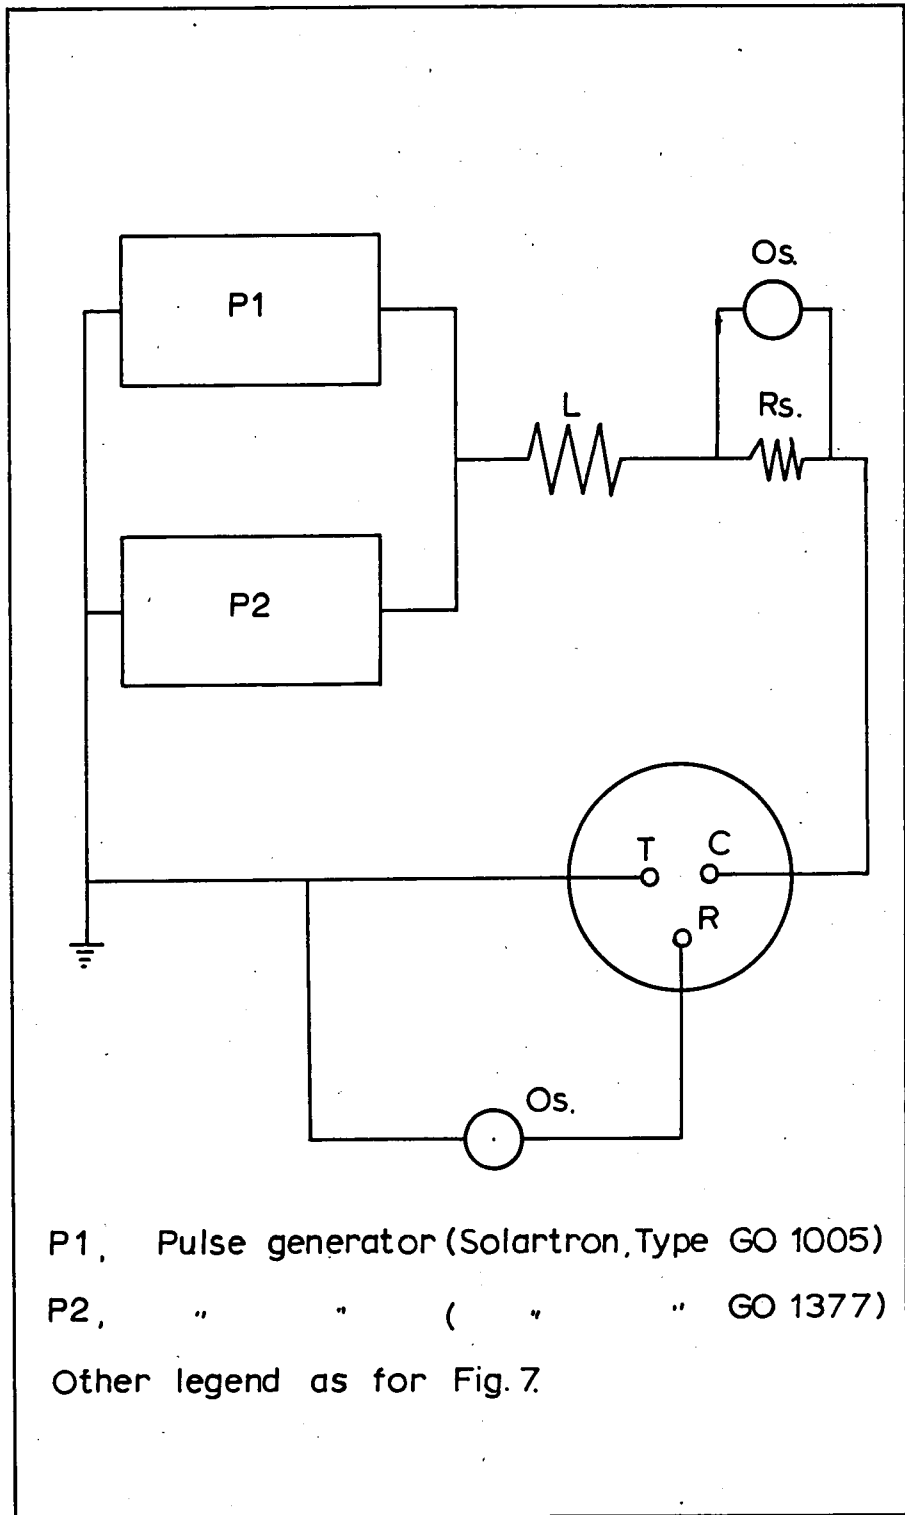 Os.
P1
L
Rs.
P2
T
C
R
Os.
P1, Pulse generator (Solartron, Type GO 1005)
P2, " " ( " " GO 1377)
Other legend as for Fig. 7.